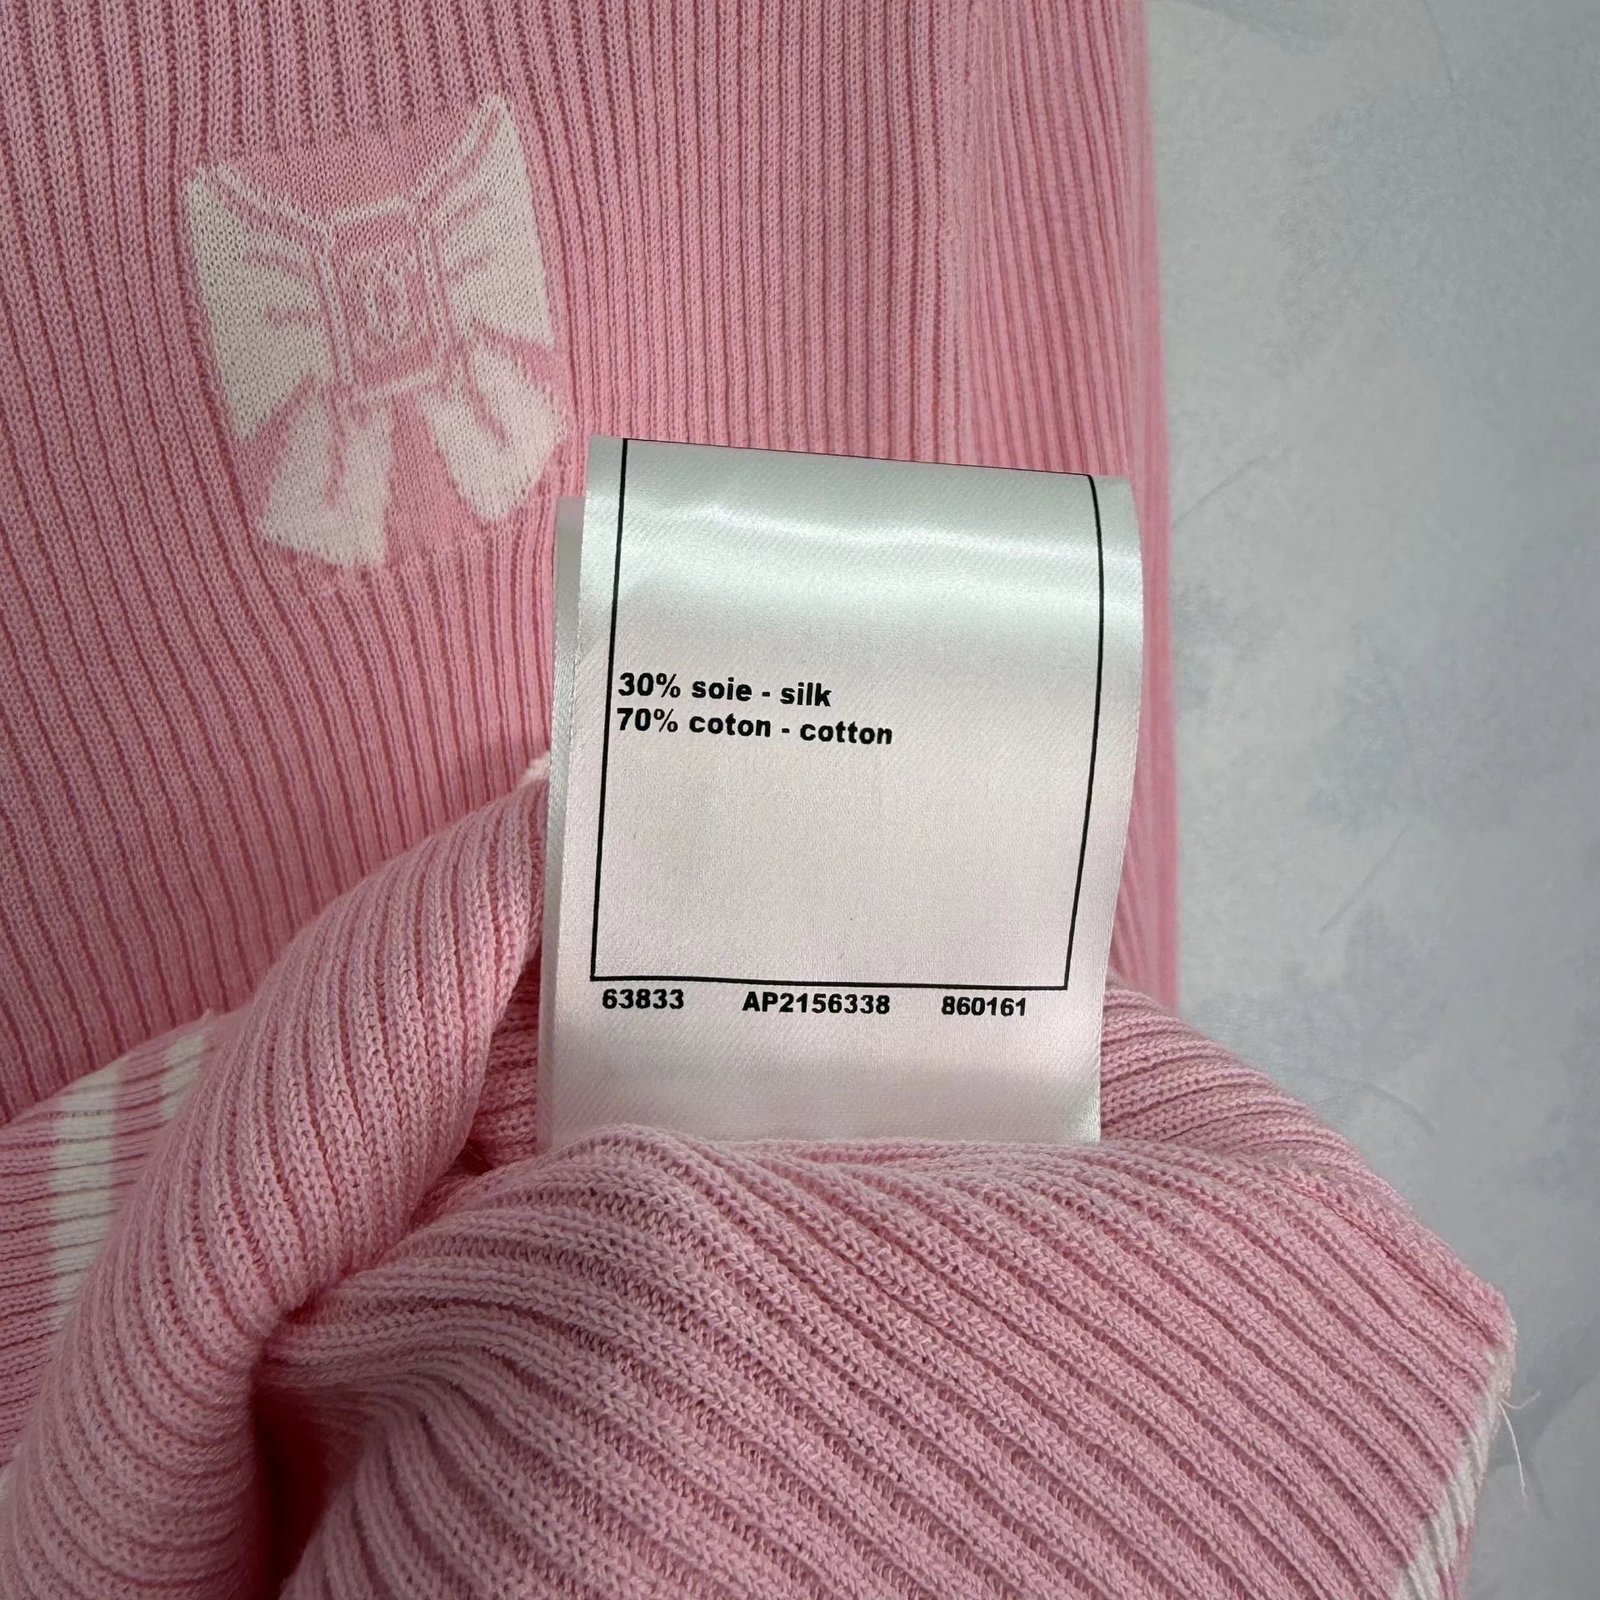 30% soie - silk
70% coton - cotton
63833 AP2156338 860161